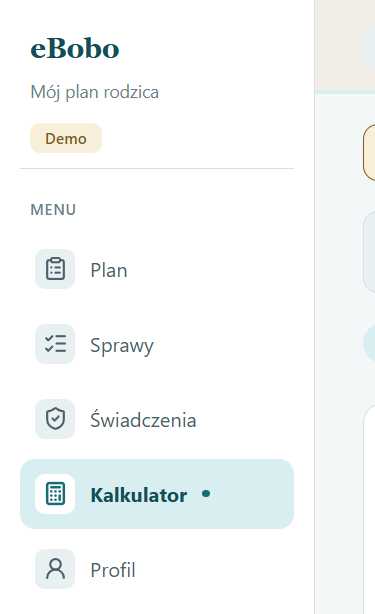 eBobo
Mój plan rodzica
Demo
MENU
Plan
Sprawy
Świadczenia
Kalkulator
Profil